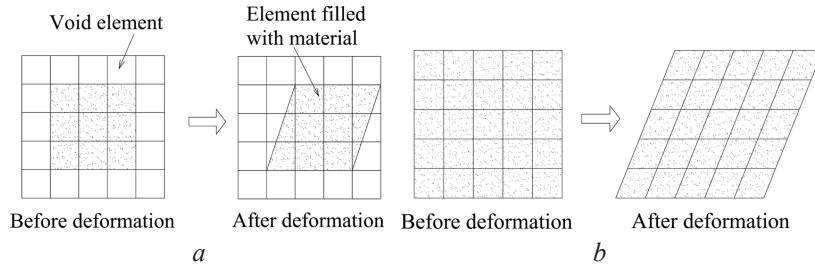 Void element
Element filled
with material
Before deformation
After deformation
Before deformation
After deformation
a
b